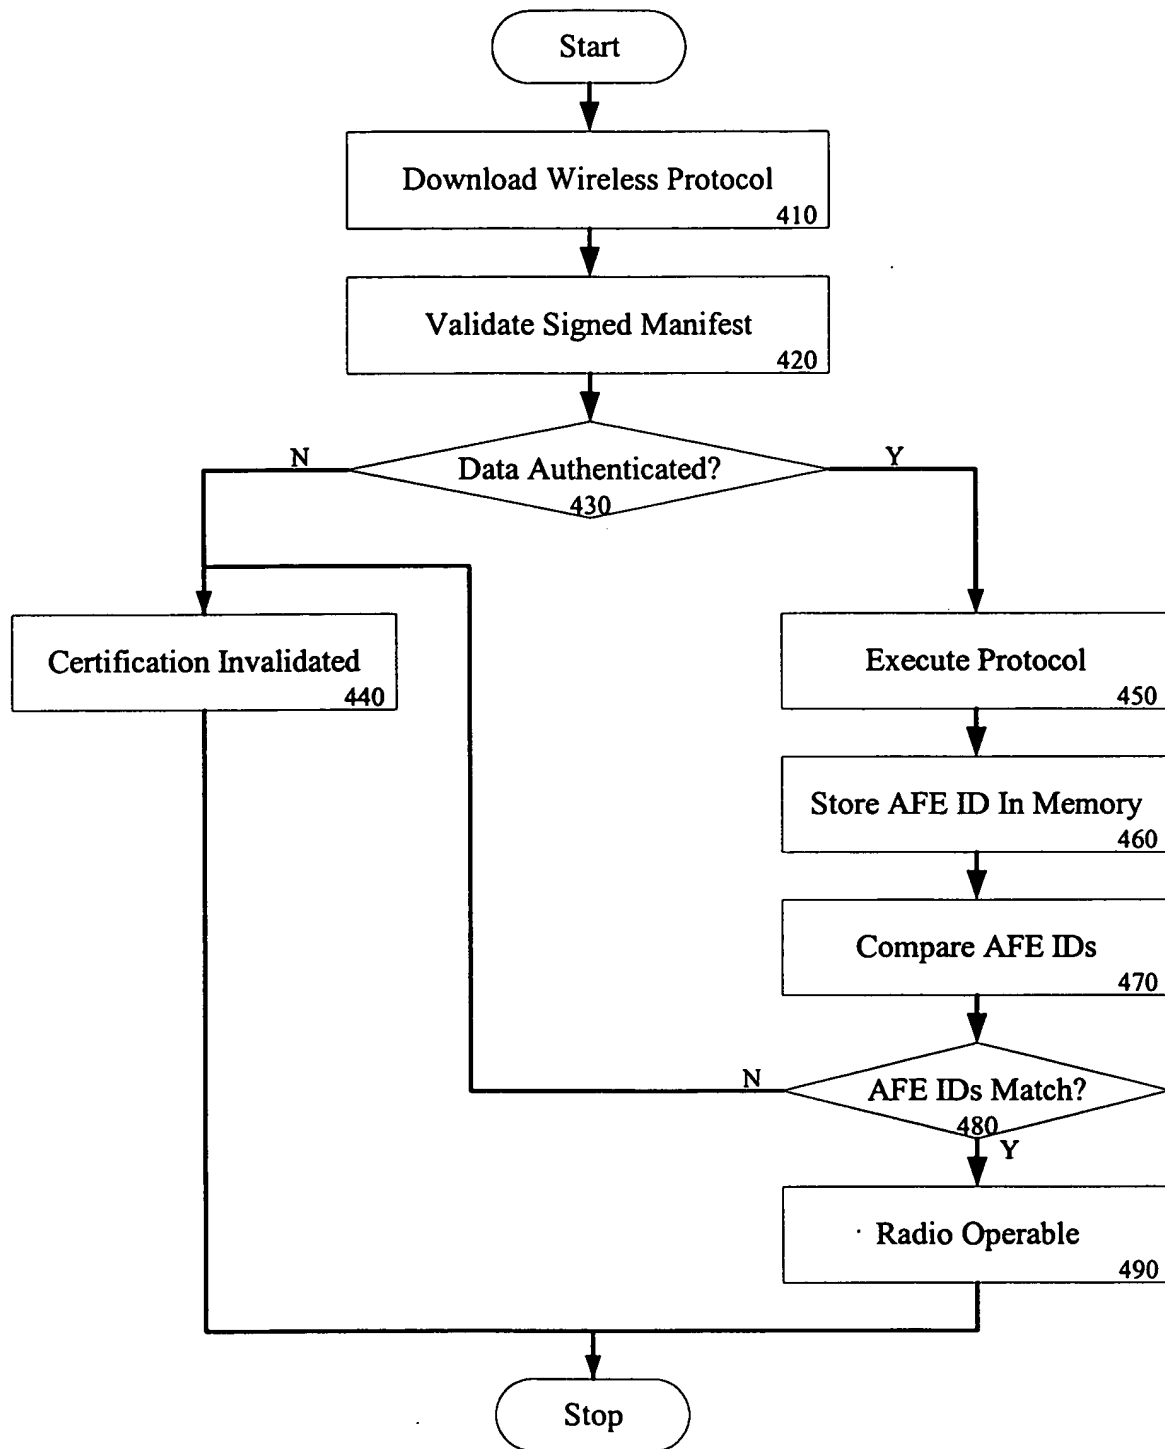 Start
Download Wireless Protocol
410
Validate Signed Manifest
420
N
Data Authenticated?
Y
430
Certification Invalidated
440
Execute Protocol
450
Store AFE ID In Memory
460
Compare AFE IDs
470
N
AFE IDs Match?
480
Y
Radio Operable
490
Stop